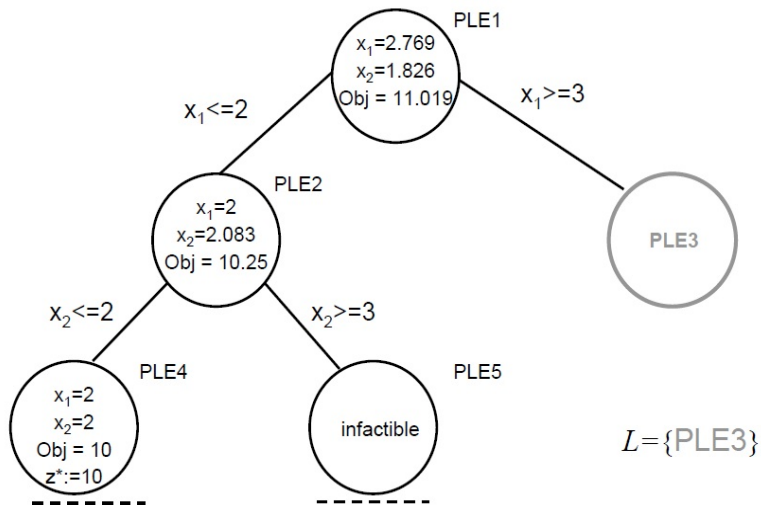 PLE1
x₁=2.769
x₂=1.826
Obj = 11.019
x₁<=2
x₁>=3
PLE2
x₁=2
x₂=2.083
Obj = 10.25
PLE3
x₂<=2
x₂>=3
PLE4
x₁=2
x₂=2
Obj = 10
z*:=10
PLE5
infactible
L={PLE3}